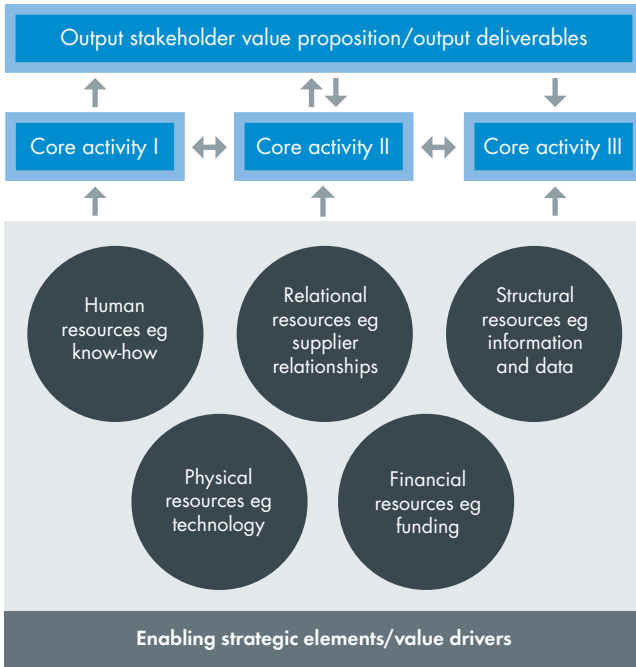 Output stakeholder value proposition/output deliverables
Core activity I
Core activity II
Core activity III
Human
resources eg
know-how
Relational
resources eg
supplier
relationships
Structural
resources eg
information
and data
Physical
resources eg
technology
Financial
resources eg
funding
Enabling strategic elements/value drivers